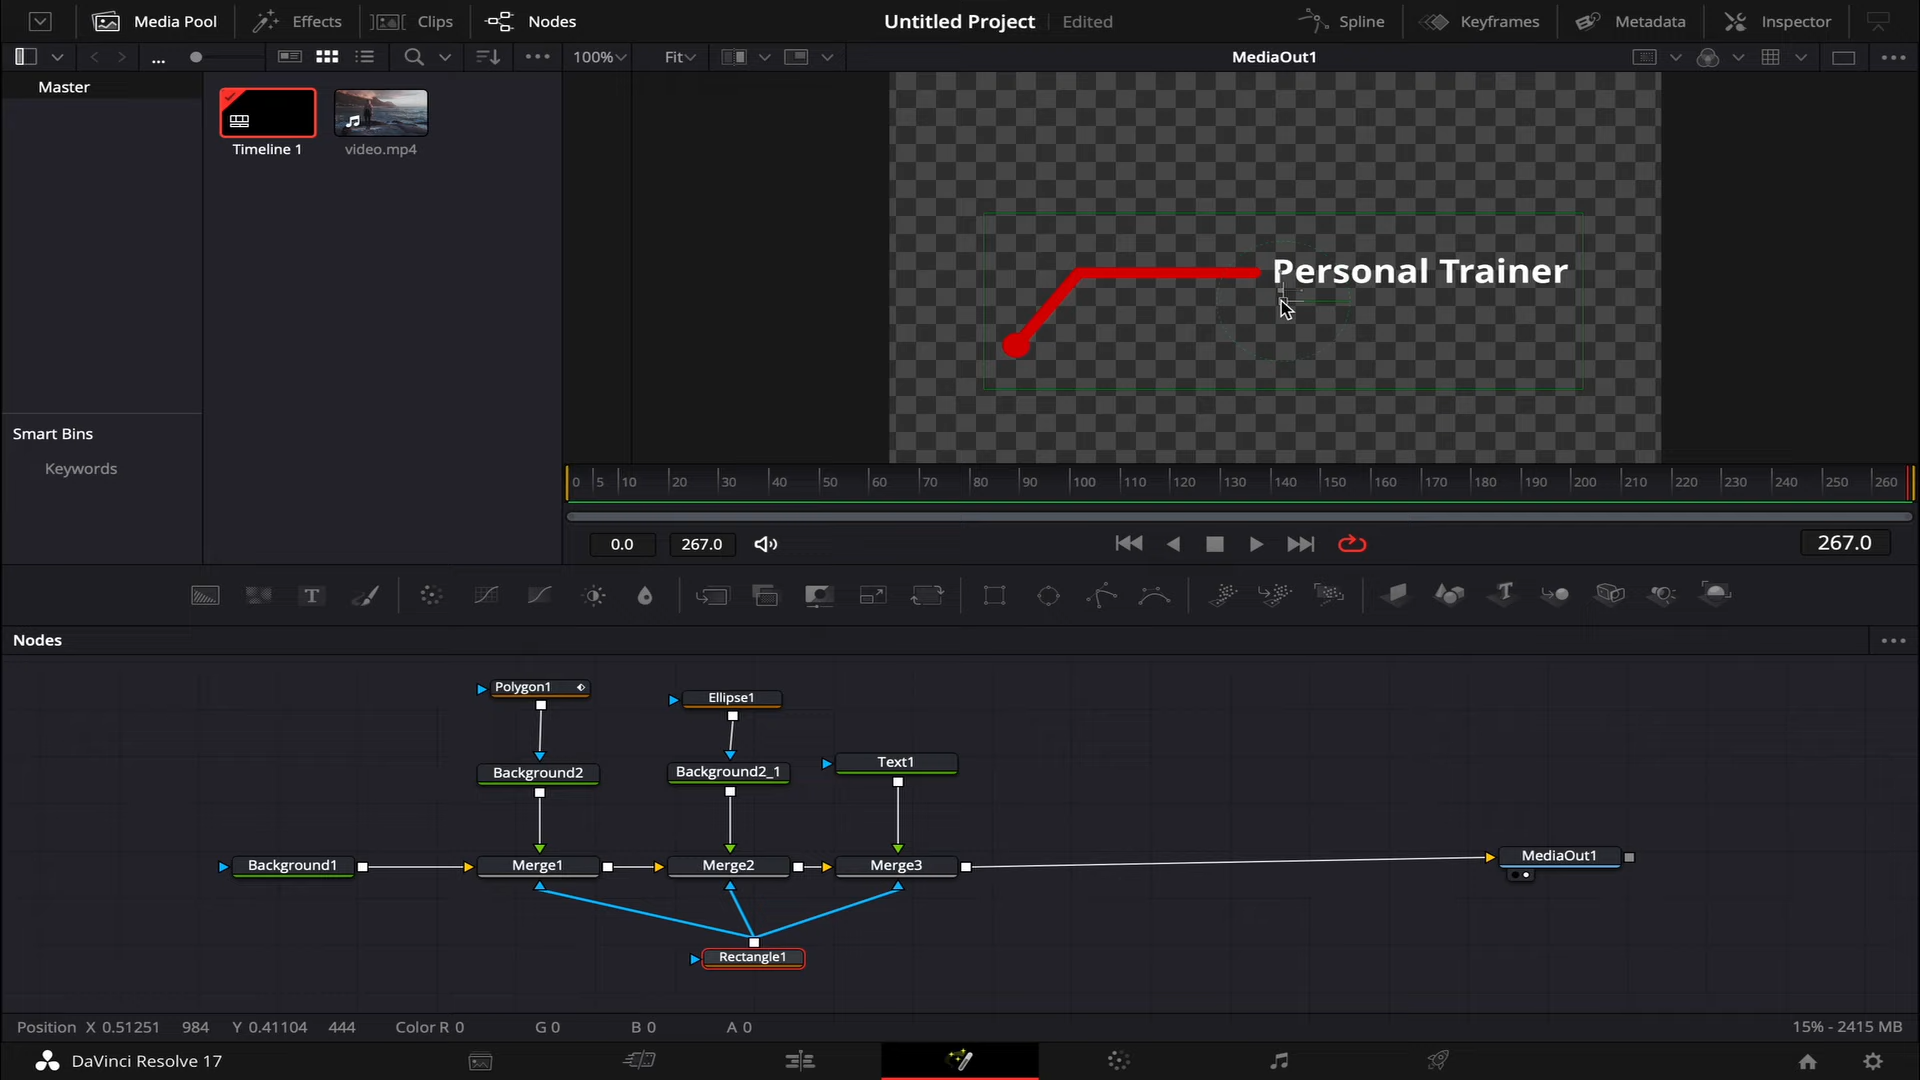 Media Pool
Effects
Clips
Nodes
Untitled Project
Edited
Spline
Keyframes
Metadata
Inspector
...
100%
Fit
MediaOut1
Master
Timeline 1
video.mp4
Personal Trainer
Smart Bins
Keywords
0 5 10 20 30 40 50 60 70 80 90 100 110 120 130 140 150 160 170 180 190 200 210 220 230 240 250 260
0.0
267.0
267.0
T
T
Nodes
Polygon1
Ellipse1
Text1
Background2
Background2_1
Background1
Merge1
Merge2
Merge3
MediaOut1
Rectangle1
Position X 0.51251 984 Y 0.41104 444 Color R 0 G 0 B 0 A 0
15% - 2415 MB
DaVinci Resolve 17